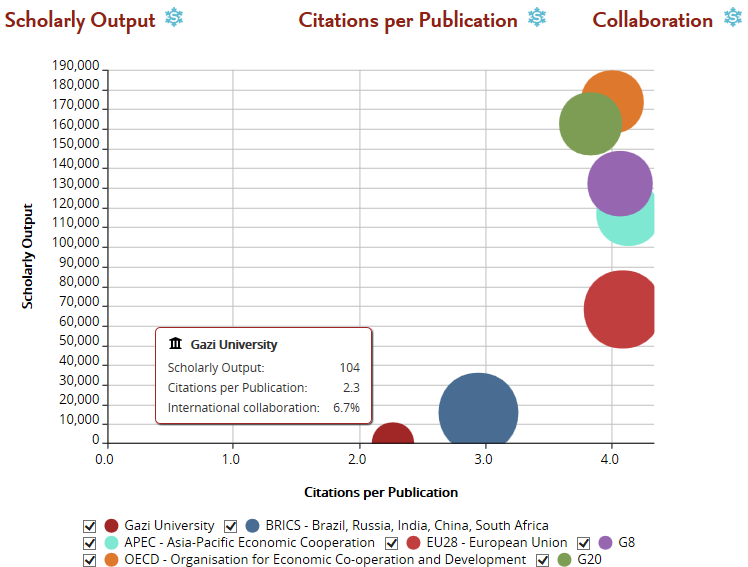 Scholarly Output Citations per Publication Collaboration
190,000
180,000
170,000
160,000
150,000
140,000
130,000
120,000
110,000
100,000
90,000
80,000
70,000
60,000
50,000
40,000
30,000
20,000
10,000
0
Scholarly Output
Gazi University
Scholarly Output: 104
Citations per Publication: 2.3
International collaboration: 6.7%
0.0 1.0 2.0 3.0 4.0
Citations per Publication
Gazi University BRICS - Brazil, Russia, India, China, South Africa
APEC - Asia-Pacific Economic Cooperation EU28 - European Union G8
OECD - Organisation for Economic Co-operation and Development G20